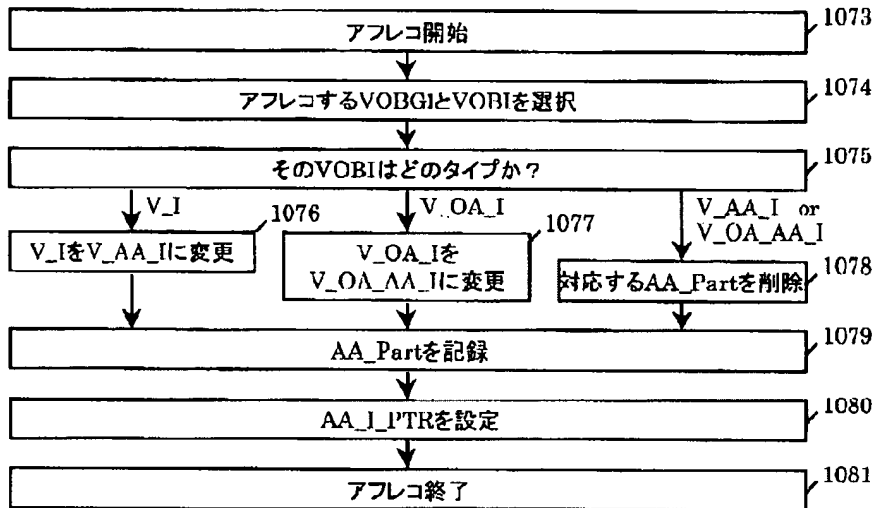 アフレコ開始
1073
アフレコするVOBGIとVOBIを選択
1074
そのVOBIはどのタイプか?
1075
V_I
1076
V_OA_I
1077
V_AA_I or
V_OA_AA_I
V_IをV_AA_Iに変更
V_OA_Iを
V_OA_AA_Iに変更
対応するAA_Partを削除
1078
AA_Partを記録
1079
AA_I_PTRを設定
1080
アフレコ終了
1081